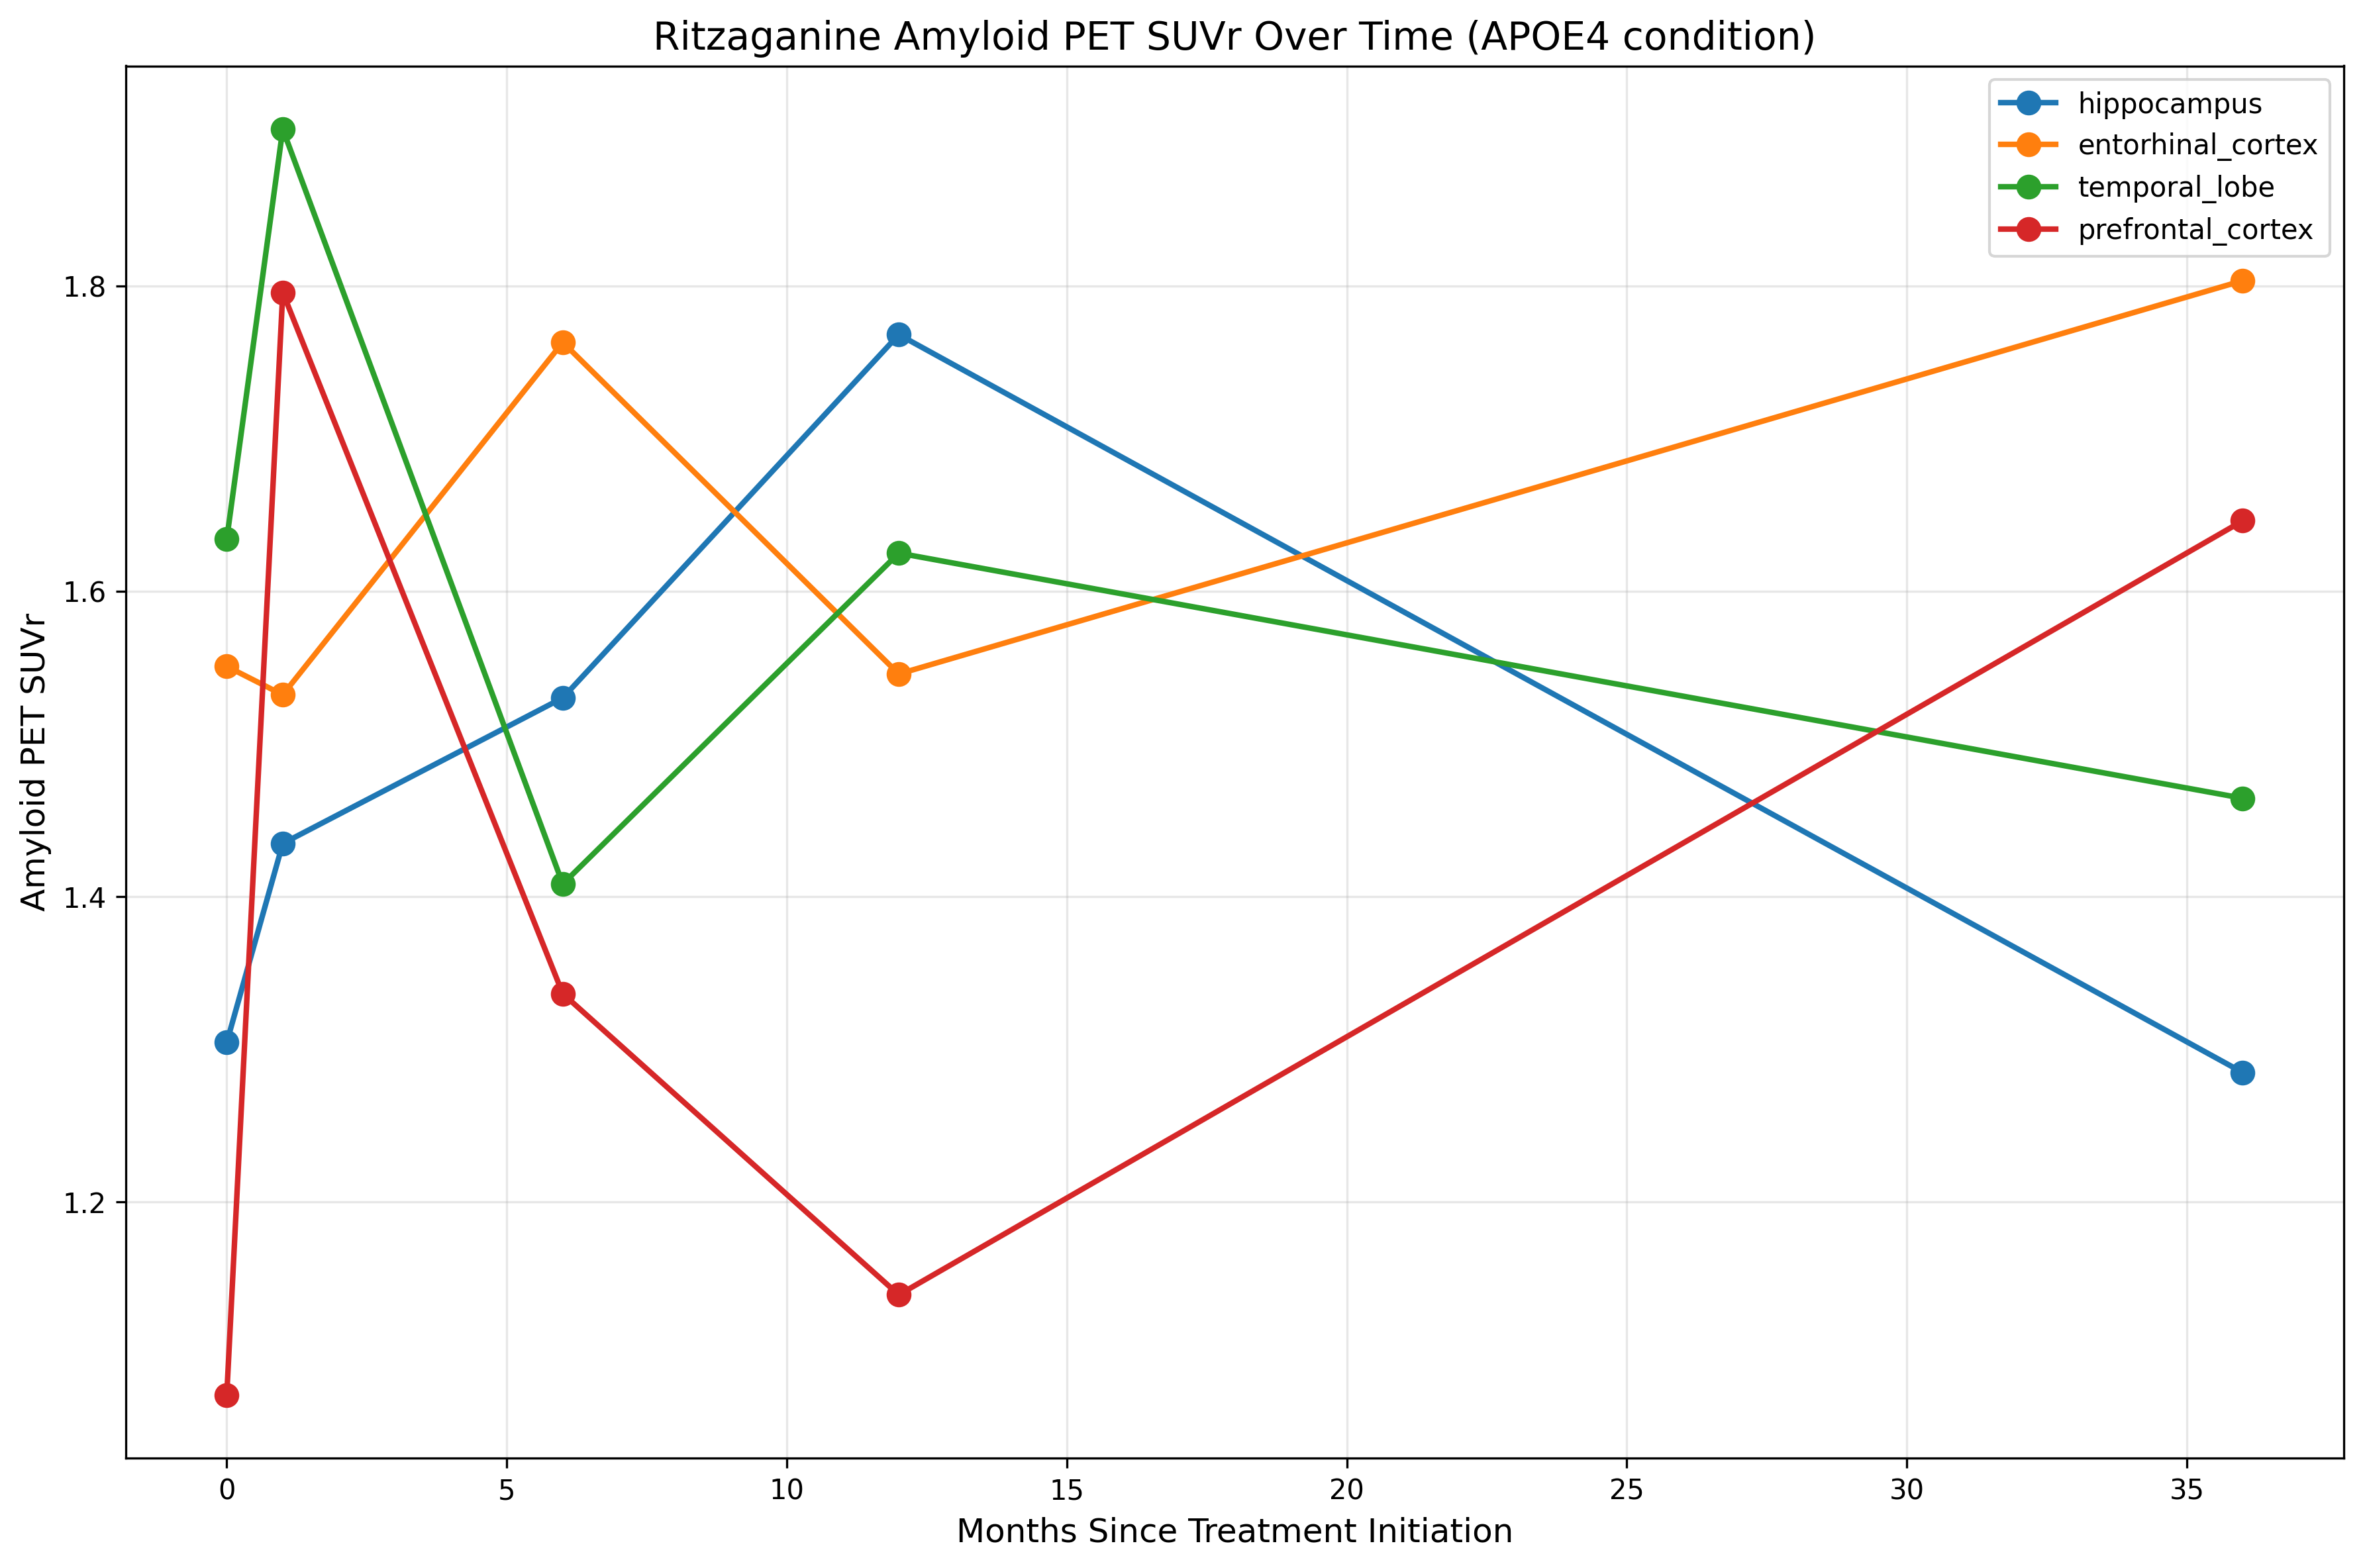 Ritzaganine Amyloid PET SUVr Over Time (APOE4 condition)
hippocampus
entorhinal_cortex
temporal_lobe
prefrontal_cortex
Amyloid PET SUVr
1.8
1.6
1.4
1.2
0 5 10 15 20 25 30 35
Months Since Treatment Initiation